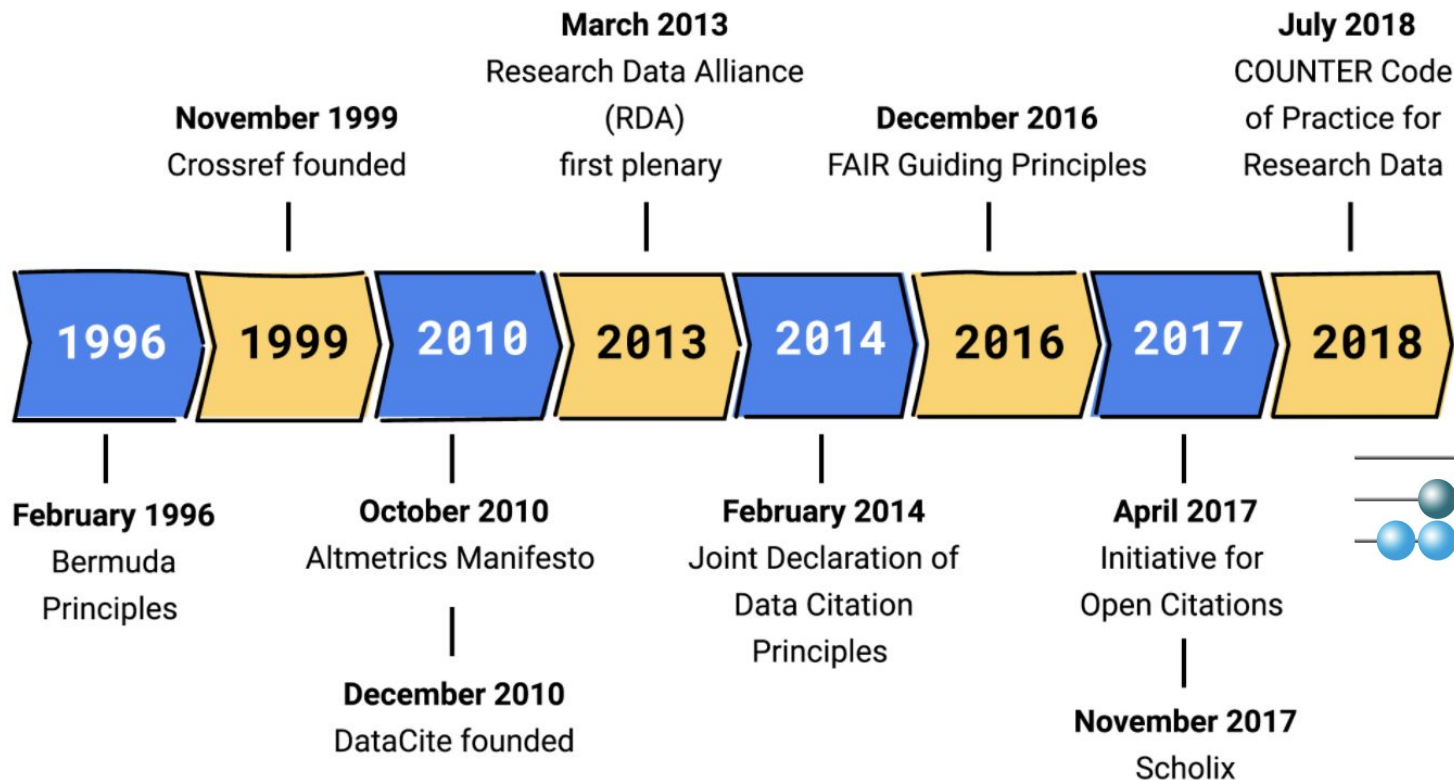 March 2013
Research Data Alliance
(RDA)
first plenary
July 2018
COUNTER Code
of Practice for
Research Data
November 1999
Crossref founded
December 2016
FAIR Guiding Principles
1996
1999
2010
2013
2014
2016
2017
2018
February 1996
Bermuda
Principles
October 2010
Altmetrics Manifesto
December 2010
DataCite founded
February 2014
Joint Declaration of
Data Citation
Principles
April 2017
Initiative for
Open Citations
November 2017
Scholix